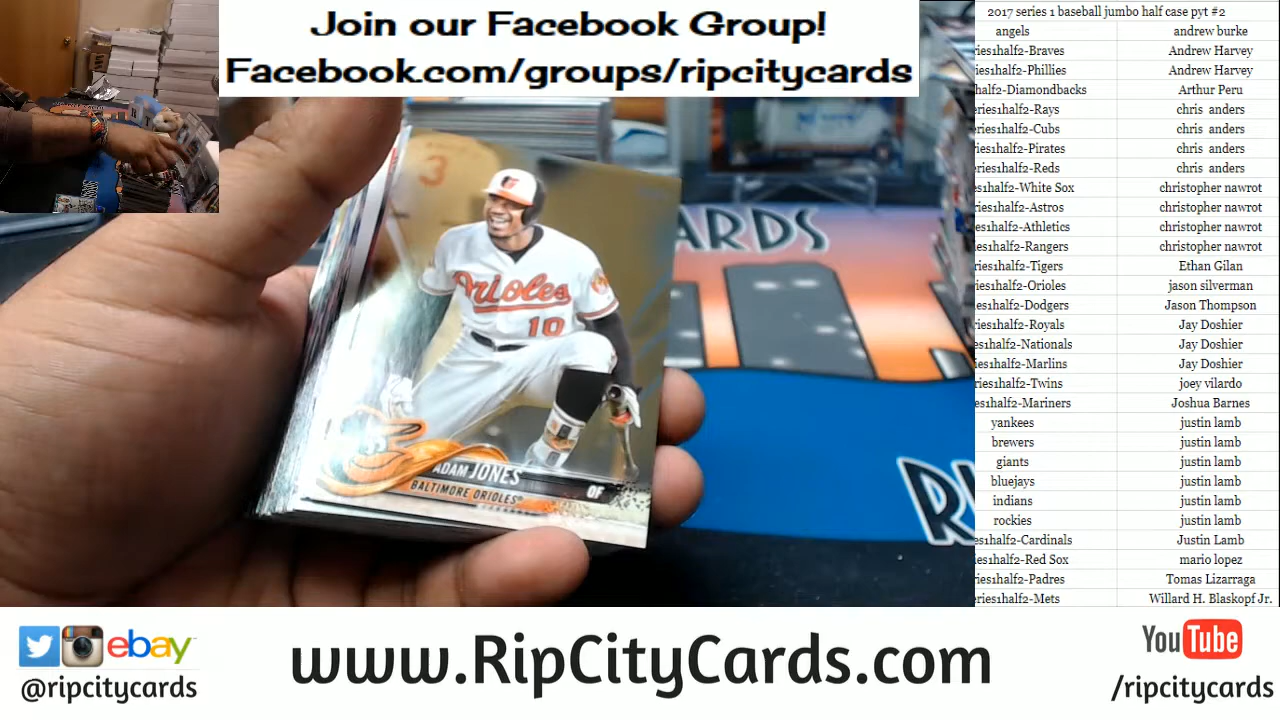 Join our Facebook Group!
Facebook.com/groups/ripcitycards
2017 series 1 baseball jumbo half case pyt #2
angels andrew burke
ries1half2-Braves Andrew Harvey
ries1half2-Phillies Andrew Harvey
half2-Diamondbacks Arthur Peru
eries1half2-Rays chris anders
eries1half2-Cubs chris anders
ries1half2-Pirates chris anders
eries1half2-Reds chris anders
es1half2-White Sox christopher nawrot
ries1half2-Astros christopher nawrot
es1half2-Athletics christopher nawrot
ies1half2-Rangers christopher nawrot
ries1half2-Tigers Ethan Gilan
ies1half2-Orioles jason silverman
es1half2-Dodgers Jason Thompson
ries1half2-Royals Jay Doshier
s1half2-Nationals Jay Doshier
ies1half2-Marlins Jay Doshier
ries1half2-Twins joey vilardo
es1half2-Mariners Joshua Barnes
yankees justin lamb
brewers justin lamb
giants justin lamb
bluejays justin lamb
indians justin lamb
rockies justin lamb
es1half2-Cardinals Justin Lamb
es1half2-Red Sox mario lopez
ries1half2-Padres Tomas Lizarraga
eries1half2-Mets Willard H. Blaskopf Jr.
3
Orioles
10
ADAM JONES
BALTIMORE ORIOLES OF
ARDS
RI
ebay
@ripcitycards
www.RipCityCards.com
YouTube
/ripcitycards